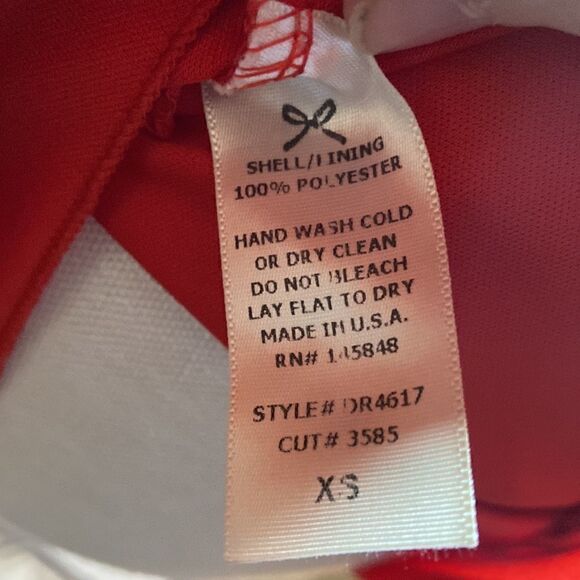 SHELL/LINING
100% POLYESTER
HAND WASH COLD
OR DRY CLEAN
DO NOT BLEACH
LAY FLAT TO DRY
MADE IN U.S.A.
RN# 145848
STYLE# DR4617
CUT# 3585
XS